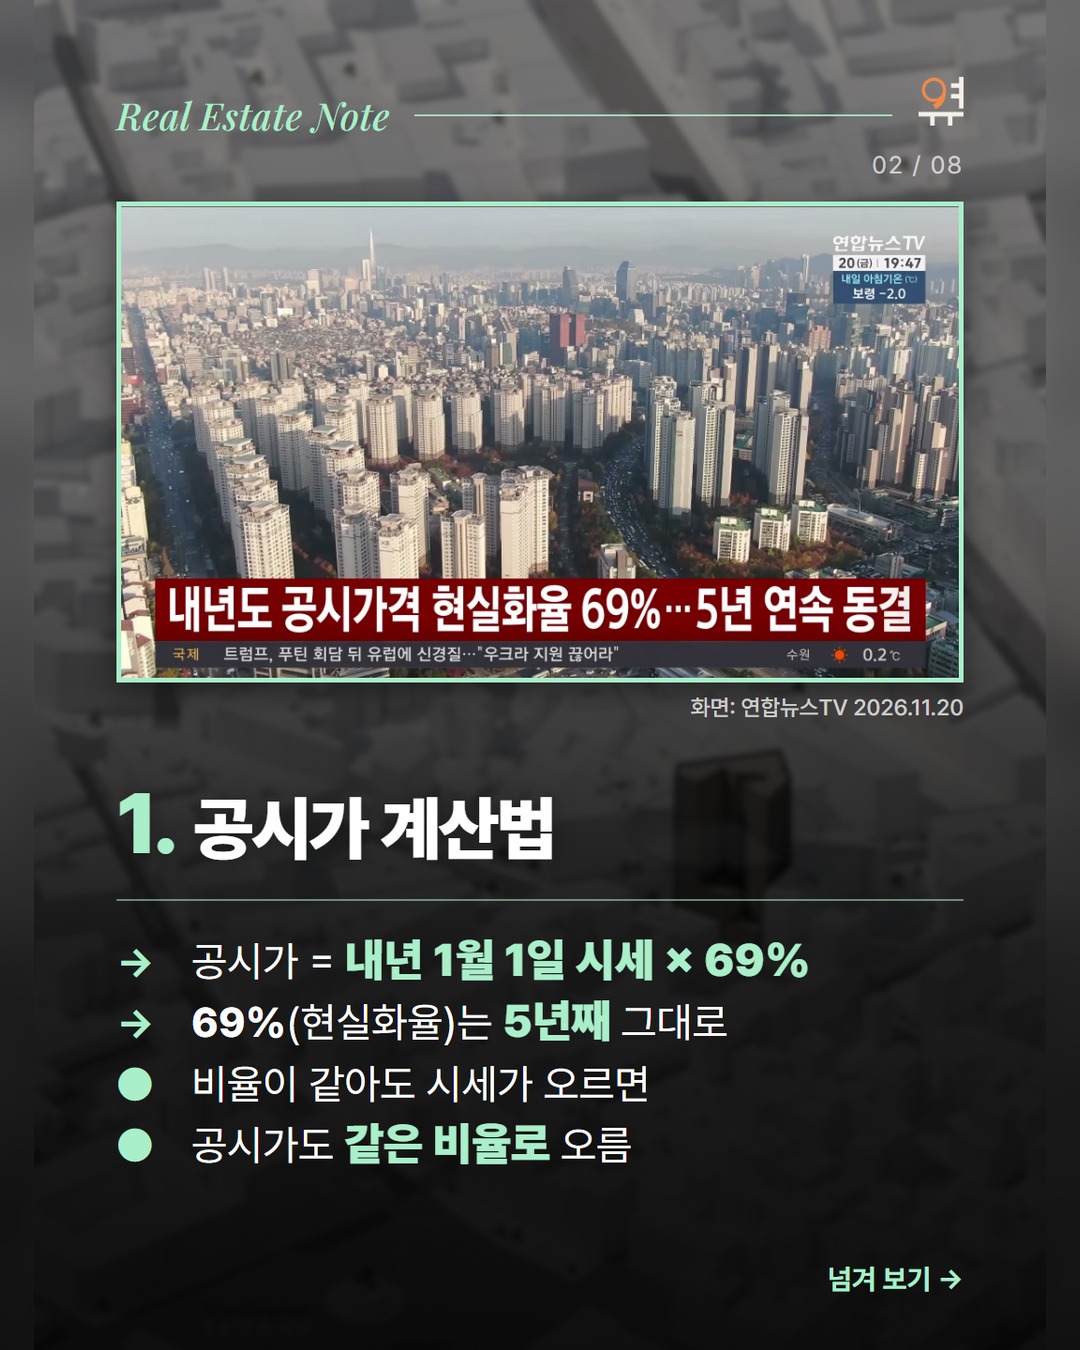 Real Estate Note
02 / 08
연합뉴스TV
20(금) | 19:47
내일 아침기온 (℃)
보령 -2.0
내년도 공시가격 현실화율 69%…5년 연속 동결
국제 트럼프, 푸틴 회담 뒤 유럽에 신경질…"우크라 지원 끊어라" 수원 0.2℃
화면: 연합뉴스TV 2026.11.20
1. 공시가 계산법
→ 공시가 = 내년 1월 1일 시세 × 69%
→ 69%(현실화율)는 5년째 그대로
● 비율이 같아도 시세가 오르면
● 공시가도 같은 비율로 오름
넘겨 보기 →